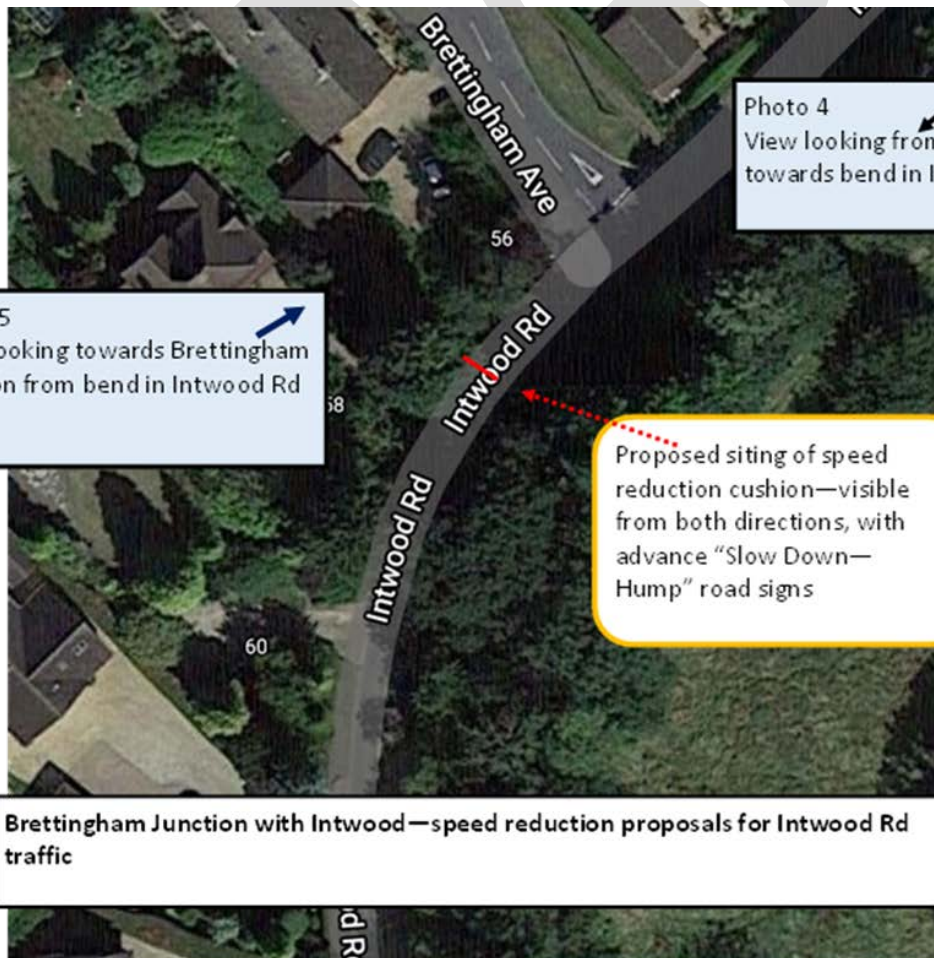 Brettingham Ave
Photo 4
View looking from
towards bend in I
56
5
ooking towards Brettingham
on from bend in Intwood Rd
58
Intwood Rd
Proposed siting of speed
reduction cushion—visible
from both directions, with
advance “Slow Down—
Hump” road signs
Intwood Rd
60
Brettingham Junction with Intwood—speed reduction proposals for Intwood Rd
traffic
d Rd